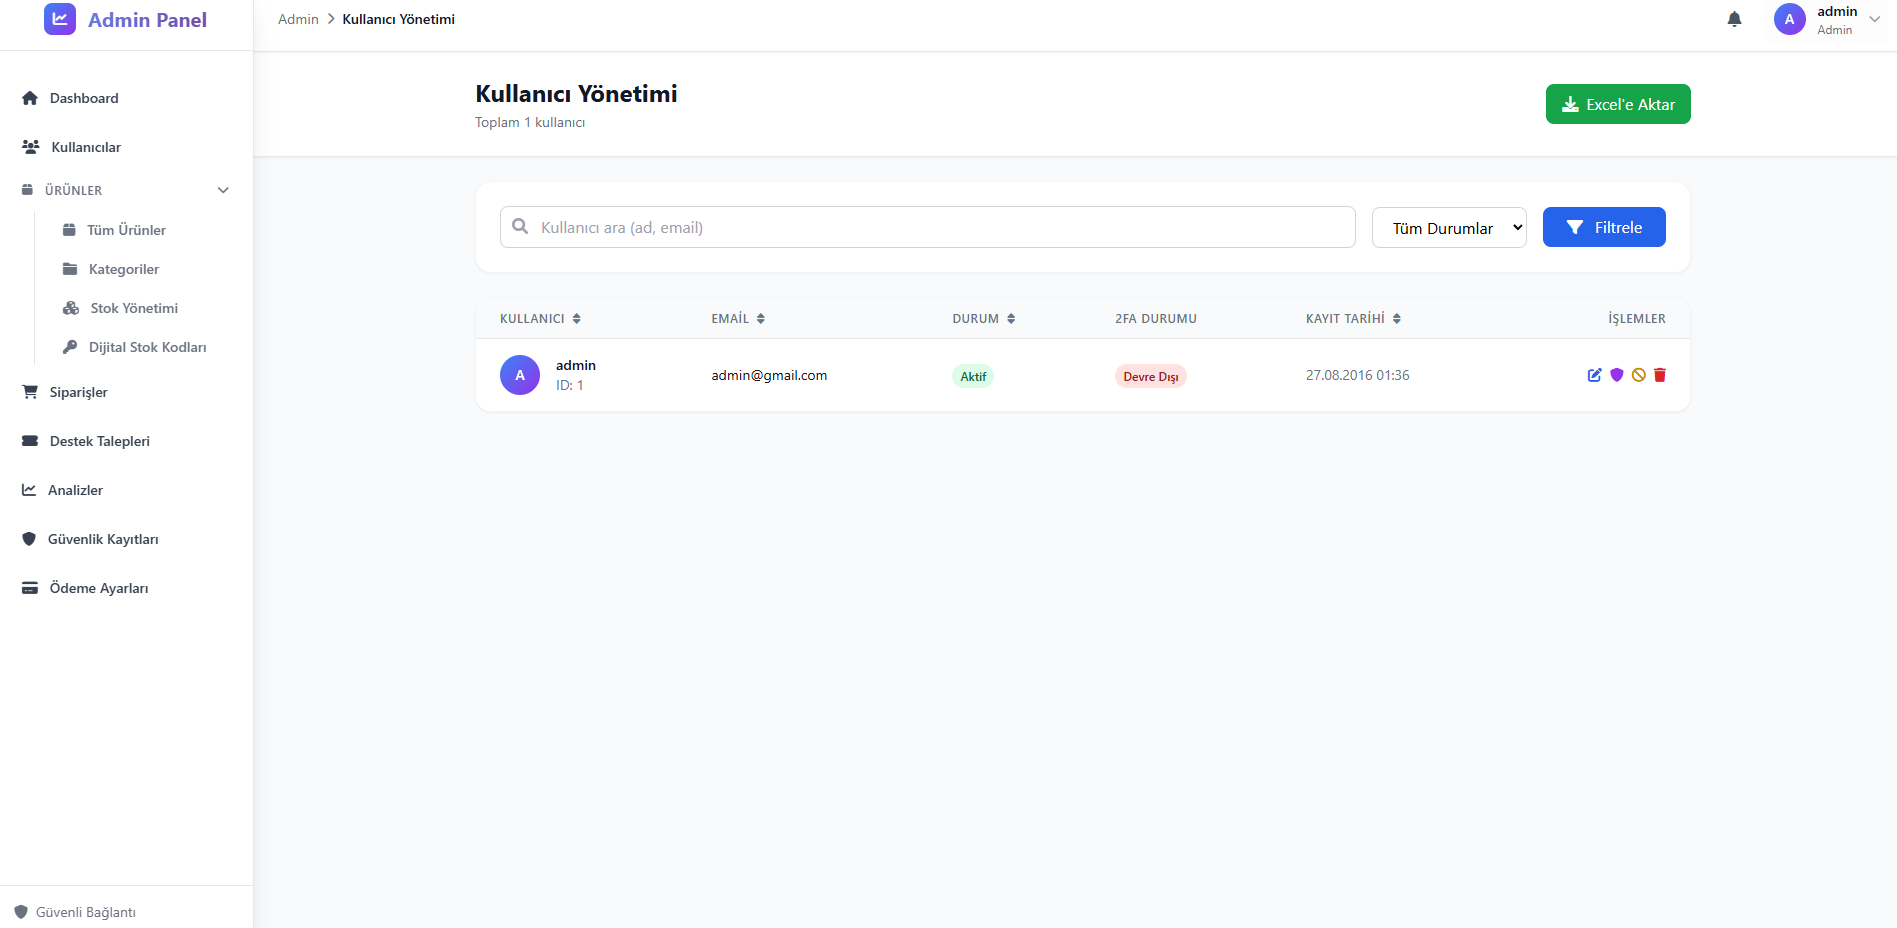 Admin Panel
Dashboard
Kullanıcılar
ÜRÜNLER
Tüm Ürünler
Kategoriler
Stok Yönetimi
Dijital Stok Kodları
Siparişler
Destek Talepleri
Analizler
Güvenlik Kayıtları
Ödeme Ayarları
Güvenli Bağlantı
Admin > Kullanıcı Yönetimi
A admin
Admin
Kullanıcı Yönetimi
Toplam 1 kullanıcı
Excel'e Aktar
Kullanıcı ara (ad, email)
Tüm Durumlar
Filtrele
KULLANICI EMAİL DURUM 2FA DURUMU KAYIT TARİHİ İŞLEMLER
A admin
ID: 1
admin@gmail.com Aktif Devre Dışı 27.08.2016 01:36